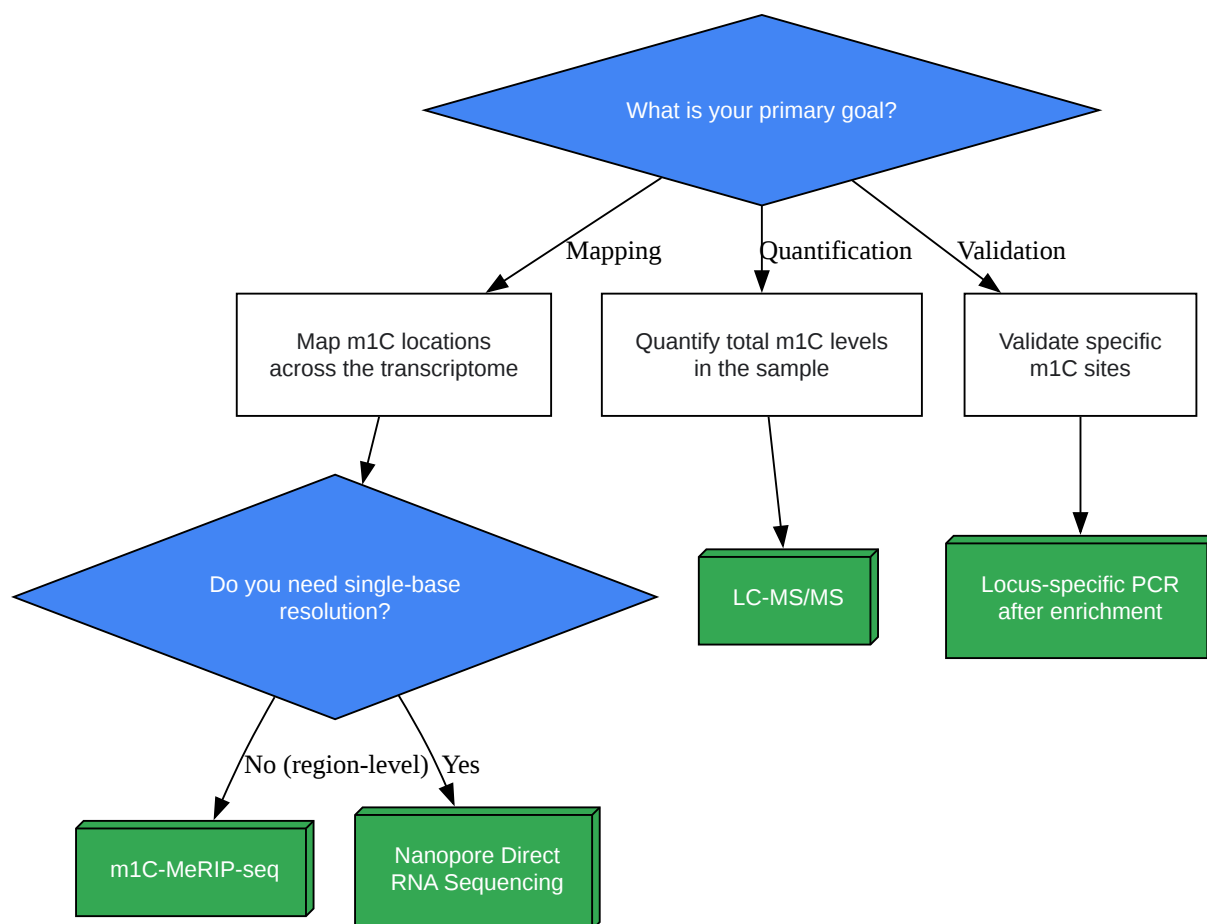 What is your primary goal?
Mapping
Quantification
Validation
Map m1C locations
across the transcriptome
Quantify total m1C levels
in the sample
Validate specific
m1C sites
Do you need single-base
resolution?
LC-MS/MS
Locus-specific PCR
after enrichment
No (region-level)
Yes
m1C-MeRIP-seq
Nanopore Direct
RNA Sequencing